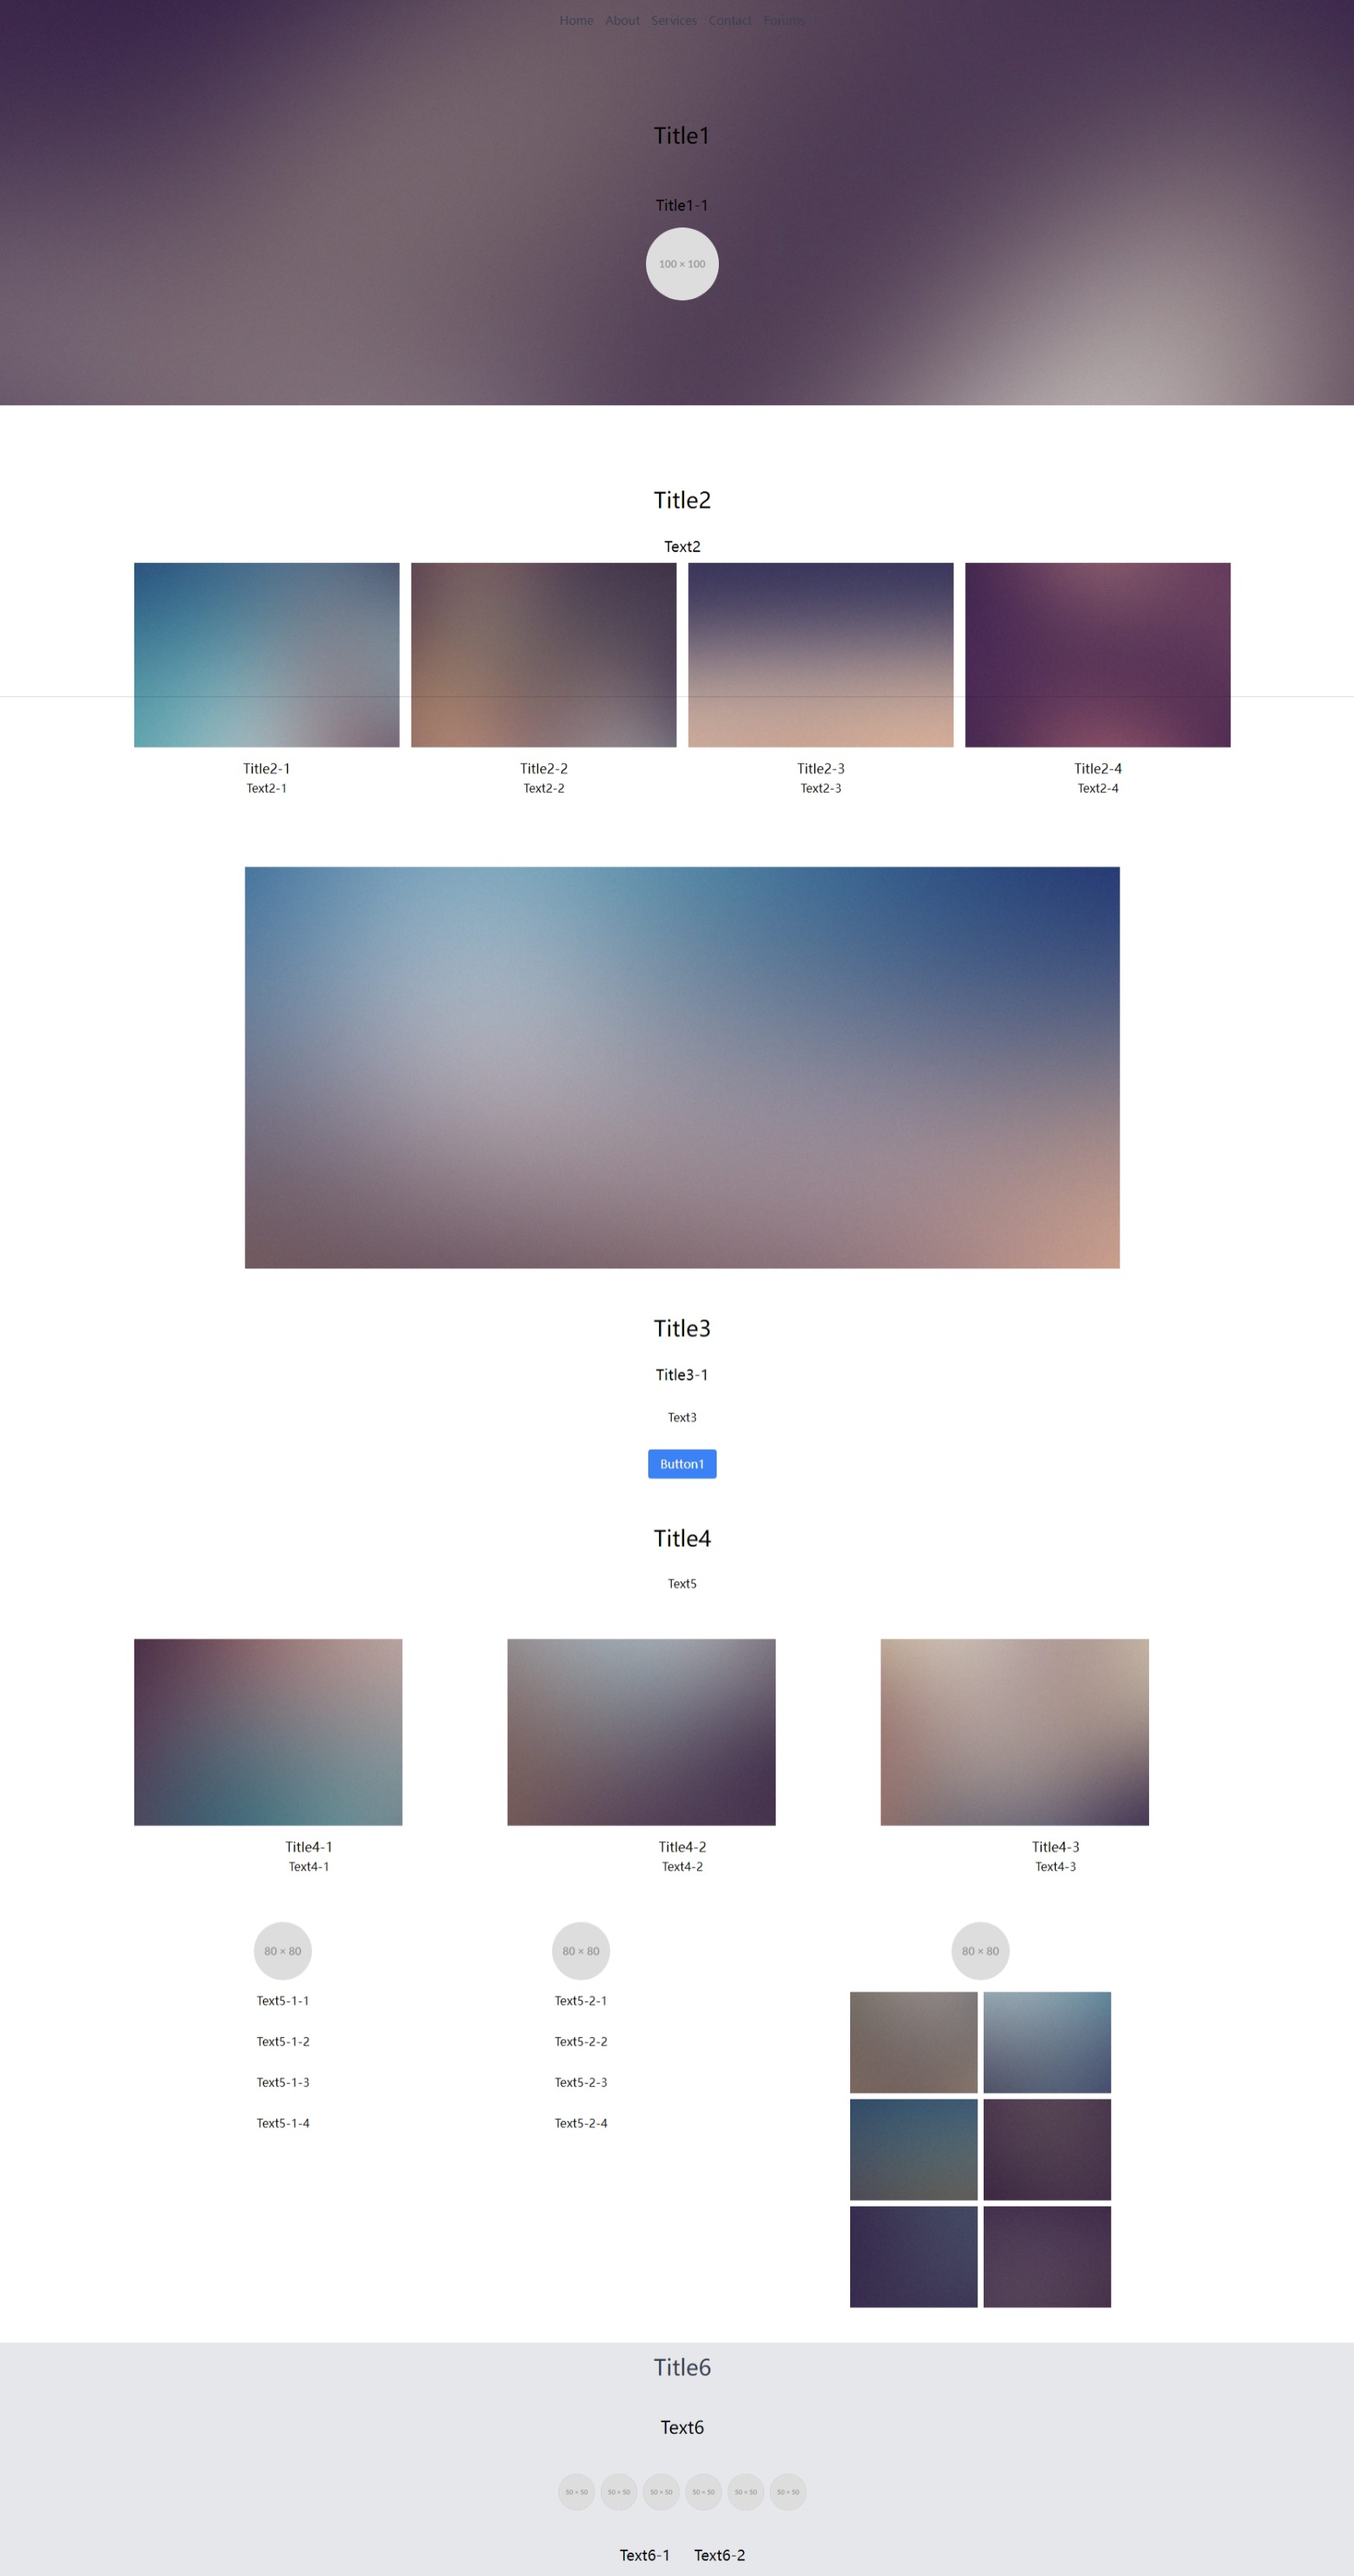 Home About Services Contact Forums
Title1
Title1-1
100 × 100
Title2
Text2
Title2-1 Title2-2 Title2-3 Title2-4
Text2-1 Text2-2 Text2-3 Text2-4
Title3
Title3-1
Text3
Button1
Title4
Text5
Title4-1 Title4-2 Title4-3
Text4-1 Text4-2 Text4-3
80 × 80 80 × 80 80 × 80
Text5-1-1 Text5-2-1
Text5-1-2 Text5-2-2
Text5-1-3 Text5-2-3
Text5-1-4 Text5-2-4
Title6
Text6
50 × 50 50 × 50 50 × 50 50 × 50 50 × 50 50 × 50
Text6-1 Text6-2